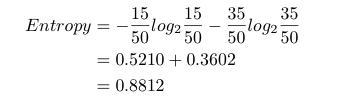 Entropy = −15/50 log₂ 15/50 − 35/50 log₂ 35/50
= 0.5210 + 0.3602
= 0.8812